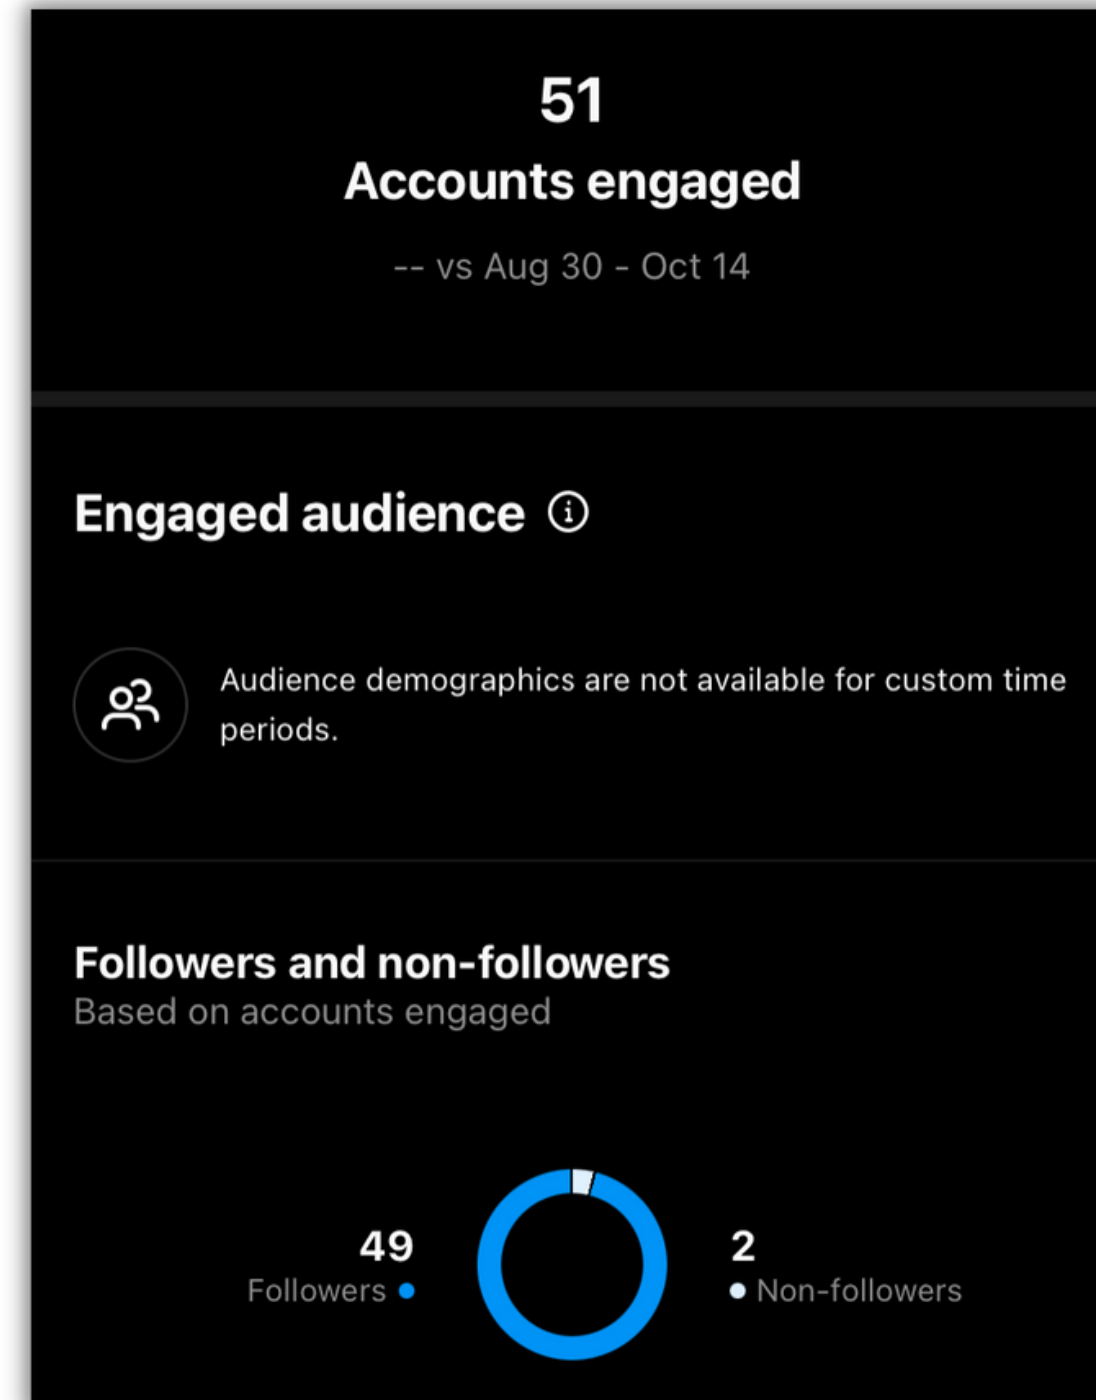 51
Accounts engaged
-- vs Aug 30 - Oct 14
Engaged audience
Audience demographics are not available for custom time
periods.
Followers and non-followers
Based on accounts engaged
49
Followers
2
Non-followers